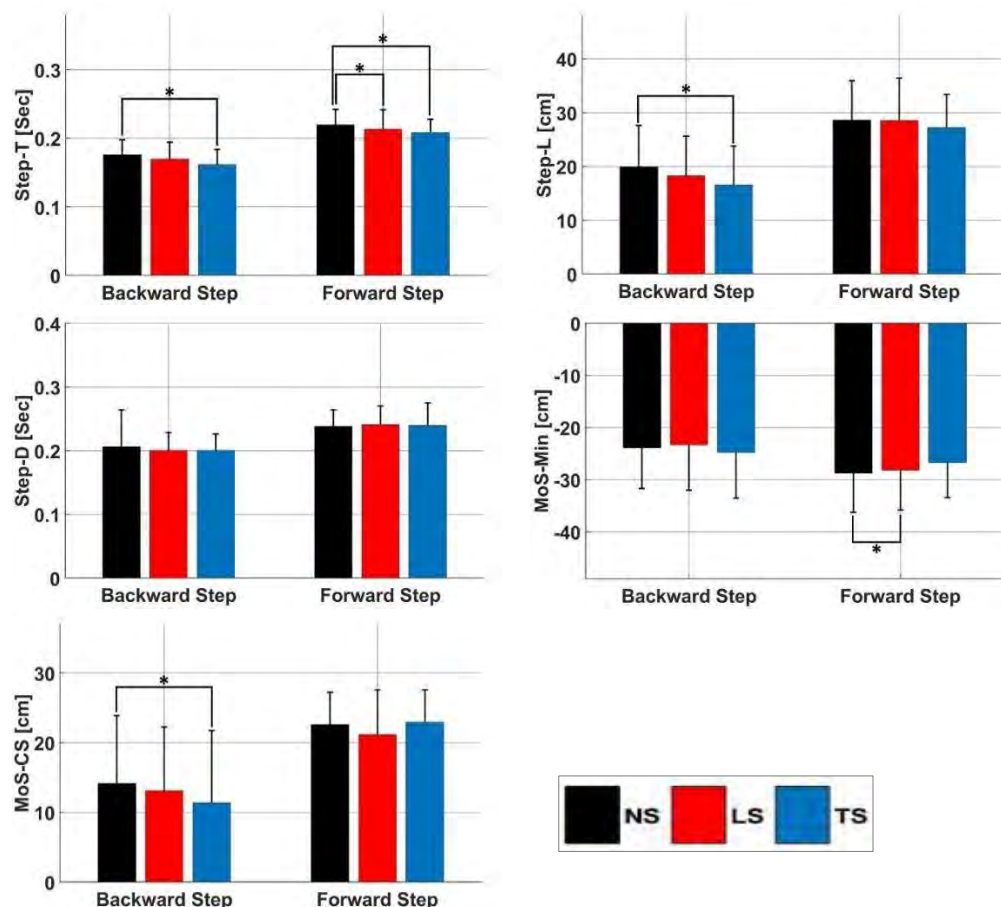 Step-T [Sec]
0.3
0.2
0.1
0
*
*
*
Backward Step
Forward Step
Step-L [cm]
40
30
20
10
0
*
Backward Step
Forward Step
Step-D [Sec]
0.4
0.3
0.2
0.1
0
Backward Step
Forward Step
MoS-Min [cm]
0
-10
-20
-30
-40
*
Backward Step
Forward Step
MoS-CS [cm]
30
20
10
0
*
Backward Step
Forward Step
NS
LS
TS